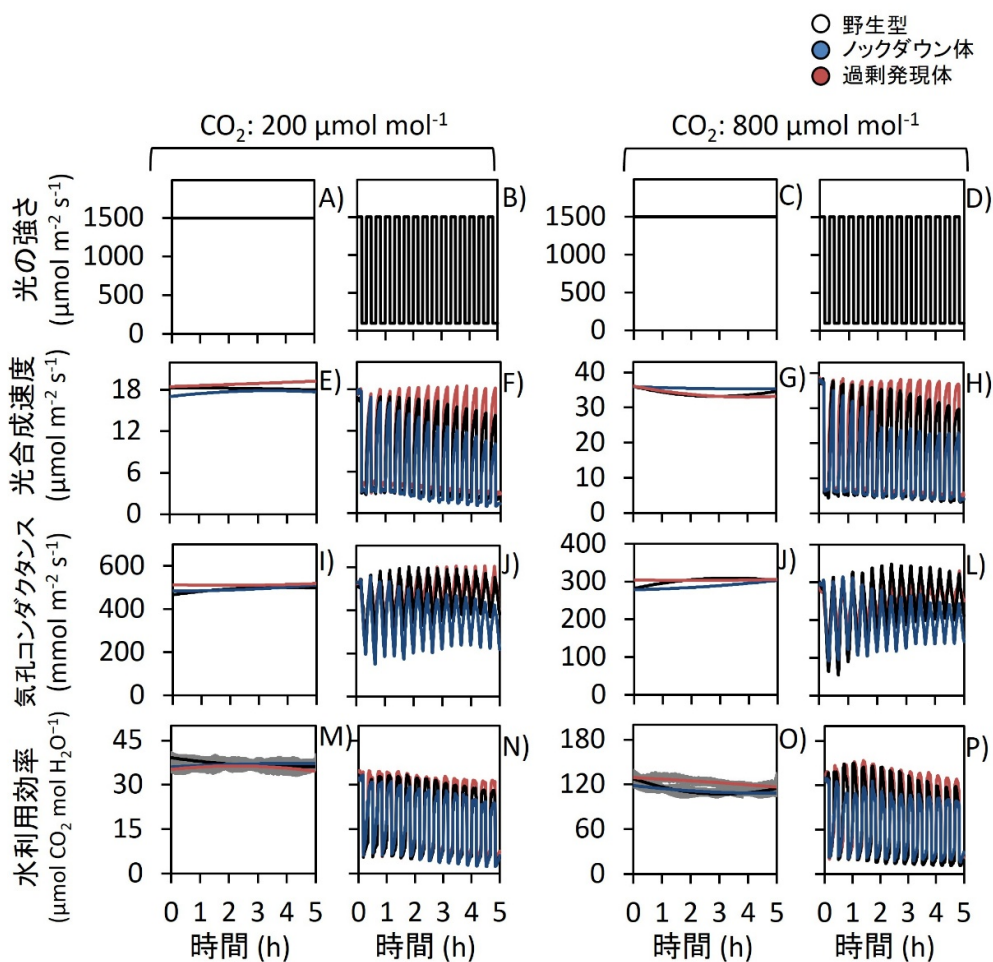 野生型
ノックダウン体
過剰発現体
CO₂: 200 µmol mol⁻¹
CO₂: 800 µmol mol⁻¹
光の強さ
(µmol m⁻² s⁻¹)
1500
1000
500
0
A)
B)
1500
1000
500
0
C)
D)
光合成速度
(µmol m⁻² s⁻¹)
18
12
6
0
E)
F)
40
30
20
10
0
G)
H)
気孔コンダクタンス
(mmol m⁻² s⁻¹)
600
400
200
0
I)
J)
400
300
200
100
0
J)
L)
水利用効率
(µmol CO₂ mol H₂O⁻¹)
45
30
15
0
M)
N)
180
120
60
0
O)
P)
0 1 2 3 4 5
0 1 2 3 4 5
0 1 2 3 4 5
0 1 2 3 4 5
時間 (h)
時間 (h)
時間 (h)
時間 (h)